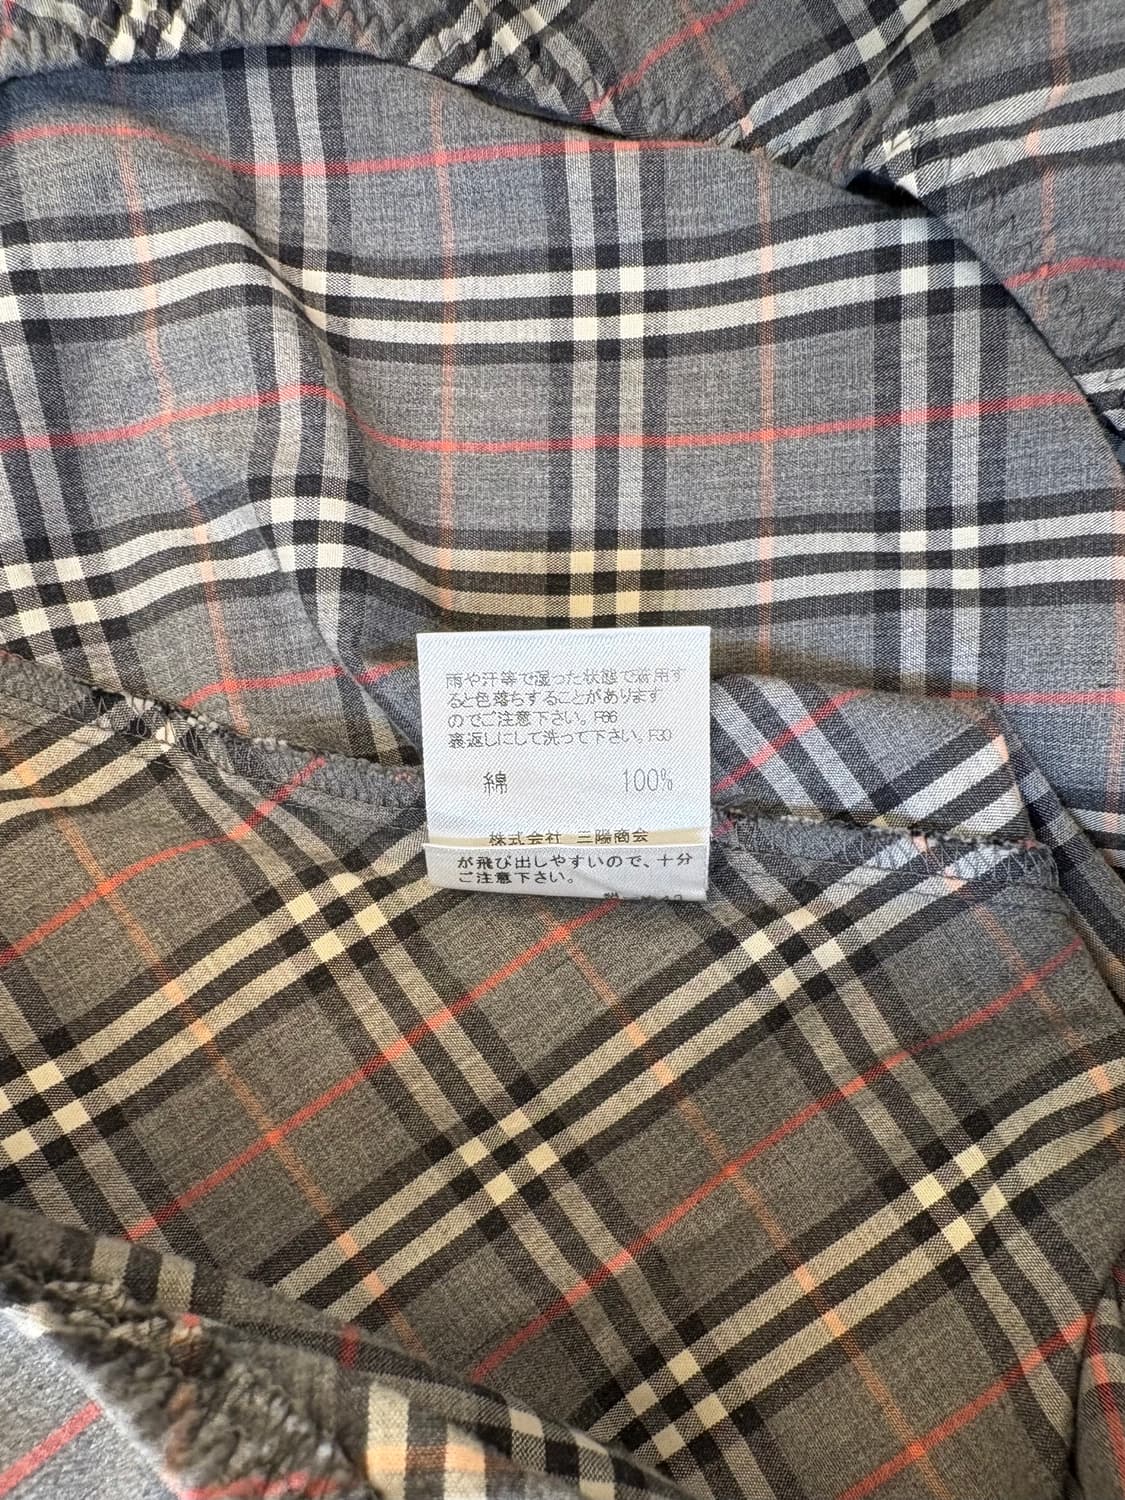 雨や汗等で湿った状態で着用す
ると色落ちすることがあります
のでご注意下さい。F86
裏返しにして洗って下さい。F30
綿 100%
株式会社 三陽商会
が飛び出しやすいので、十分
ご注意下さい。